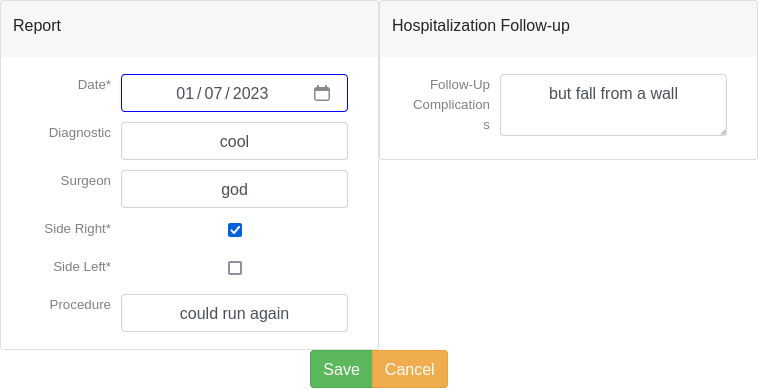 Report
Date*
01/07/2023
Diagnostic
cool
Surgeon
god
Side Right*
Side Left*
Procedure
could run again
Hospitalization Follow-up
Follow-Up
Complication
s
but fall from a wall
Save
Cancel